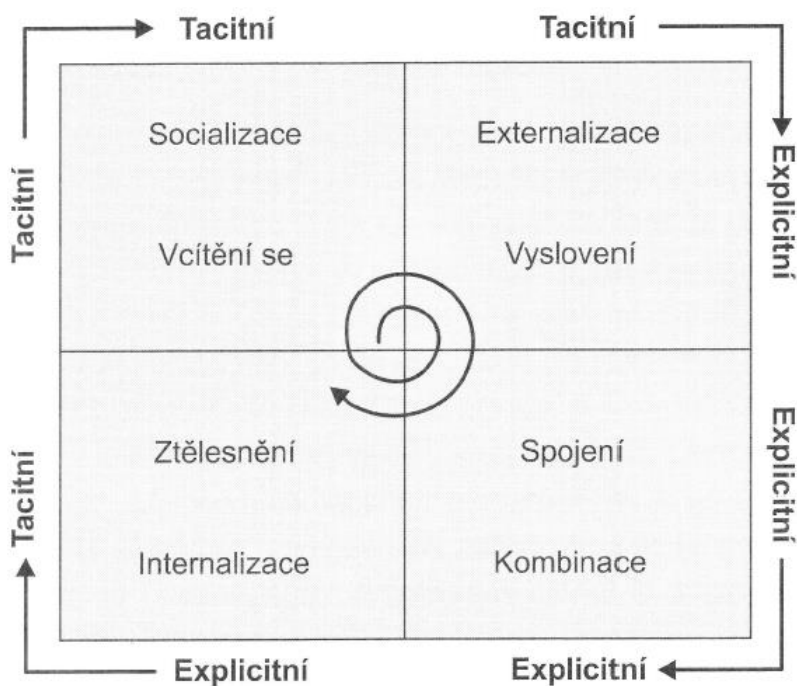 Tacitní Tacitní
Tacitní
Explicitní
Socializace Externalizace
Vcítění se Vyslovení
Ztělesnění Spojení
Internalizace Kombinace
Tacitní
Explicitní
Explicitní Explicitní